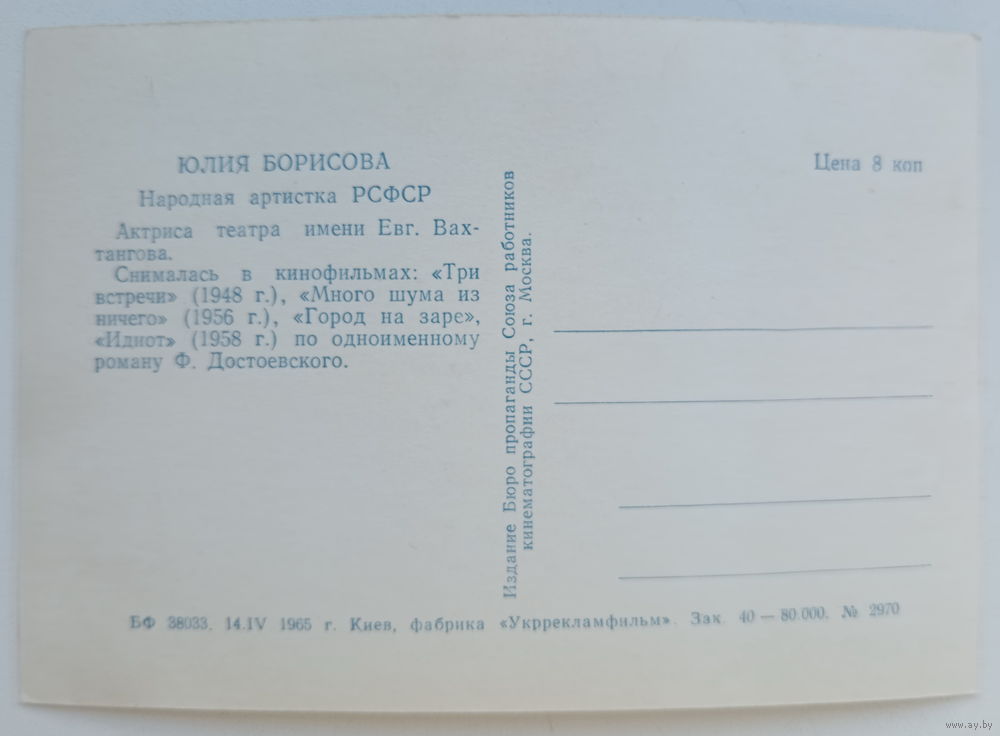 ЮЛИЯ БОРИСОВА
Народная артистка РСФСР
Актриса театра имени Евг. Вах-
тангова.
Снималась в кинофильмах: «Три
встречи» (1948 г.), «Много шума из
ничего» (1956 г.), «Город на заре»,
«Идиот» (1958 г.) по одноименному
роману Ф. Достоевского.
Издание Бюро пропаганды Союза работников
кинематографии СССР, г. Москва.
Цена 8 коп
БФ 38033. 14.IV 1965 г. Киев, фабрика «Укррекламфильм». Зак. 40 — 80.000. № 2970
www.ay.by